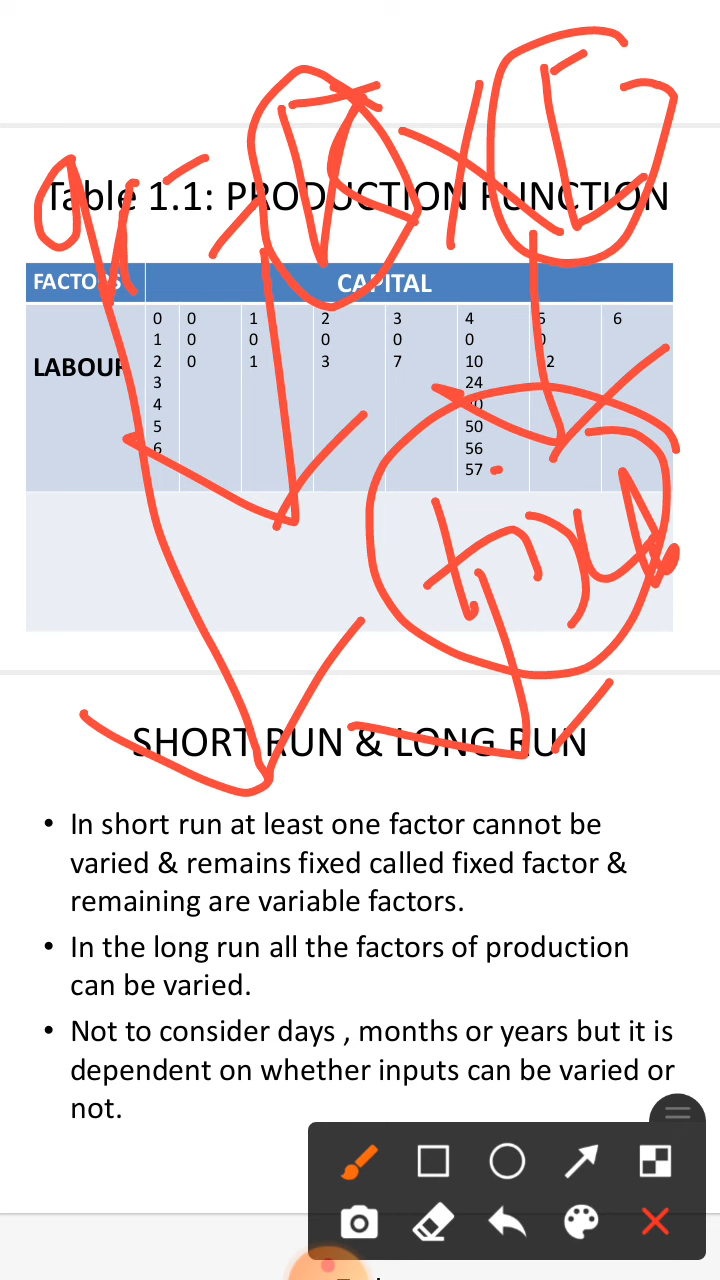 Table 1.1: PRODUCTION FUNCTION
FACTORS CAPITAL
LABOUR
0 0 1 2 3 4 5 6
1 0 0 0 0 0 0
2 0 1 3 7 10 2
3 24
4
5 50
6 56
57
fixed
SHORT RUN & LONG RUN
• In short run at least one factor cannot be
varied & remains fixed called fixed factor &
remaining are variable factors.
• In the long run all the factors of production
can be varied.
• Not to consider days , months or years but it is
dependent on whether inputs can be varied or
not.